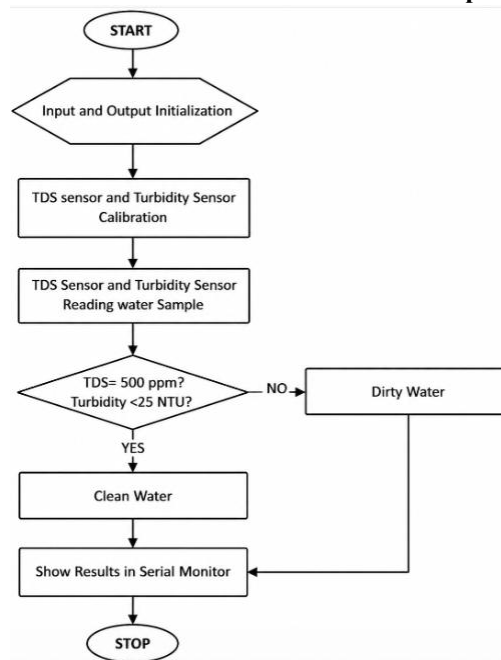 START
Input and Output Initialization
TDS sensor and Turbidity Sensor
Calibration
TDS Sensor and Turbidity Sensor
Reading water Sample
TDS= 500 ppm?
Turbidity <25 NTU?
NO
Dirty Water
YES
Clean Water
Show Results in Serial Monitor
STOP